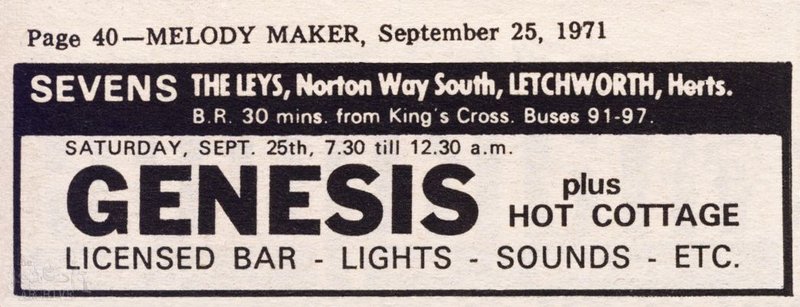 Page 40—MELODY MAKER, September 25, 1971
SEVENS THE LEYS, Norton Way South, LETCHWORTH, Herts.
B.R. 30 mins. from King's Cross. Buses 91-97.
SATURDAY, SEPT. 25th, 7.30 till 12.30 a.m.
GENESIS plus
HOT COTTAGE
LICENSED BAR - LIGHTS - SOUNDS - ETC.